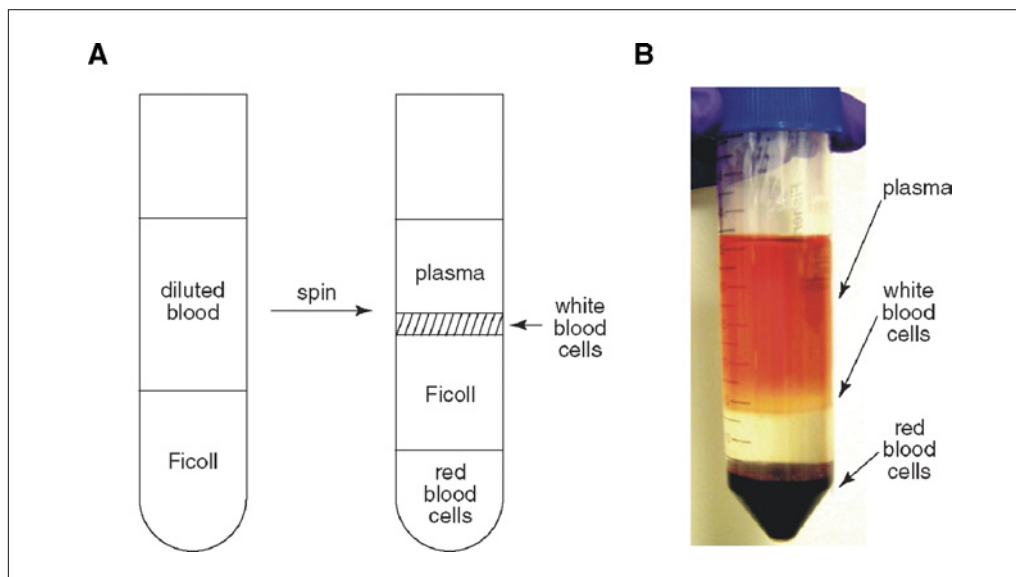 A
B
diluted
blood
Ficoll
spin
plasma
white
blood
cells
Ficoll
red
blood
cells
plasma
white
blood
cells
red
blood
cells